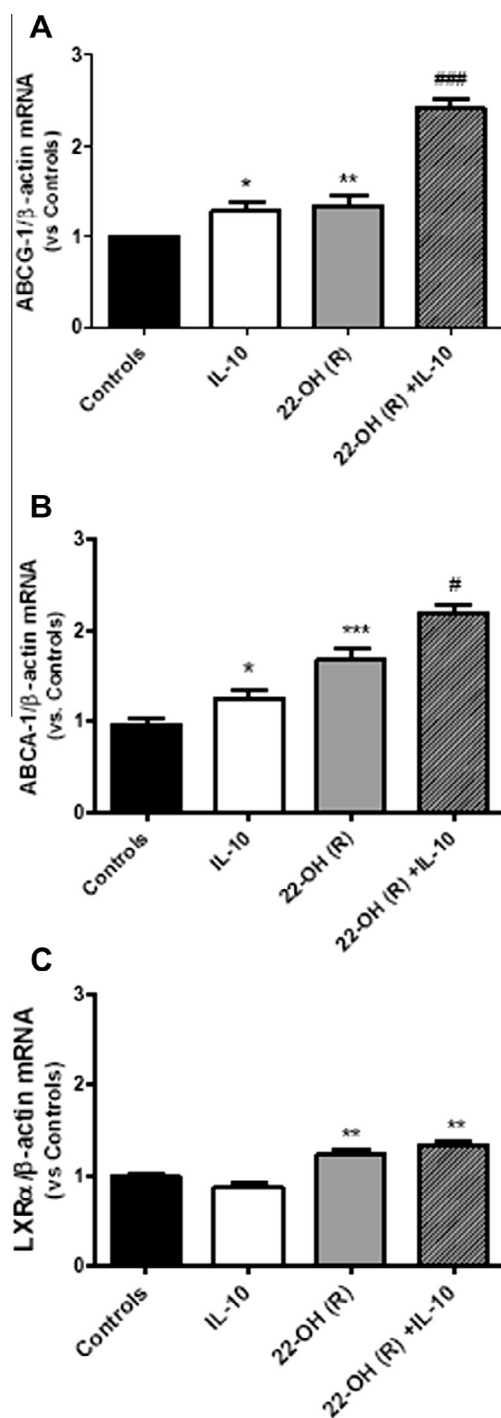 A
ABCG-1/β-actin mRNA
(vs Controls)
3
2
1
0
*
**
###
Controls
IL-10
22-OH (R)
22-OH (R) +IL-10
B
ABCA-1/β-actin mRNA
(vs. Controls)
3
2
1
0
*
***
#
Controls
IL-10
22-OH (R)
22-OH (R) +IL-10
C
LXRα/β-actin mRNA
(vs Controls)
3
2
1
0
**
**
Controls
IL-10
22-OH (R)
22-OH (R) +IL-10